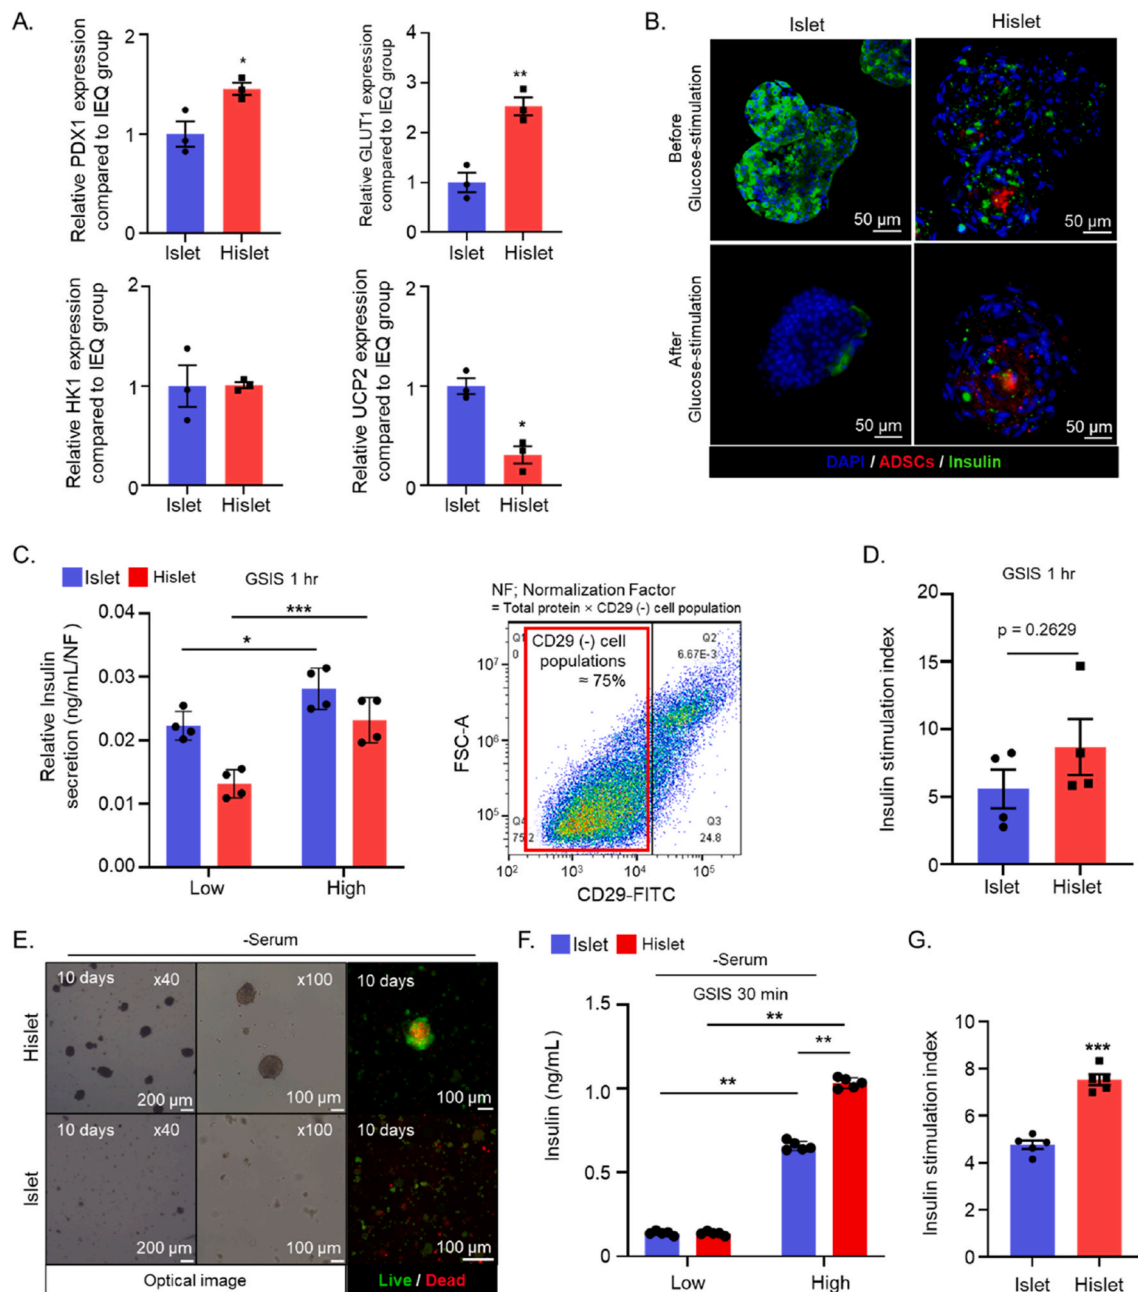 A.
Relative PDX1 expression
compared to IEQ group
2
1
0
*
Islet
Hislet
Relative GLUT1 expression
compared to IEQ group
4
3
2
1
0
**
Islet
Hislet
Relative HK1 expression
compared to IEQ group
2
1
0
Islet
Hislet
Relative UCP2 expression
compared to IEQ group
2
1
0
*
Islet
Hislet
B.
Islet
Hislet
Before
Glucose-stimulation
50 µm
50 µm
After
Glucose-stimulation
50 µm
50 µm
DAPI / ADSCs / Insulin
C.
Islet
Hislet
GSIS 1 hr
Relative Insulin
secretion (ng/mL/NF)
0.04
0.03
0.02
0.01
0.00
***
*
Low
High
NF; Normalization Factor
= Total protein × CD29 (-) cell population
CD29 (-) cell
populations
≈ 75%
Q2
6.67E-3
0
Q4
Q3
24.8
FSC-A
10⁷
10⁶
10⁵
10² 10³ 10⁴ 10⁵
CD29-FITC
D.
GSIS 1 hr
p = 0.2629
Insulin stimulation index
20
15
10
5
0
Islet
Hislet
E.
-Serum
Hislet
10 days x40
200 µm
x100
100 µm
10 days
100 µm
Islet
10 days x40
200 µm
x100
100 µm
10 days
100 µm
Optical image
Live / Dead
F.
Islet
Hislet
-Serum
GSIS 30 min
Insulin (ng/mL)
1.5
1.0
0.5
0
**
**
**
Low
High
G.
Insulin stimulation index
10
8
6
4
2
0
***
Islet
Hislet